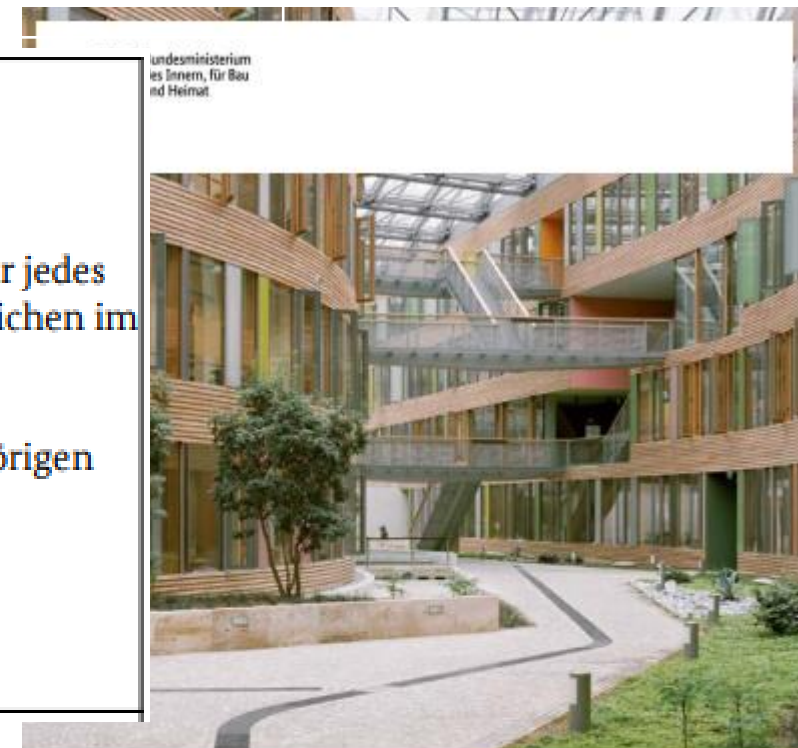 undesministerium
es Innern, für Bau
nd Heimat
r jedes
ichen im
örigen